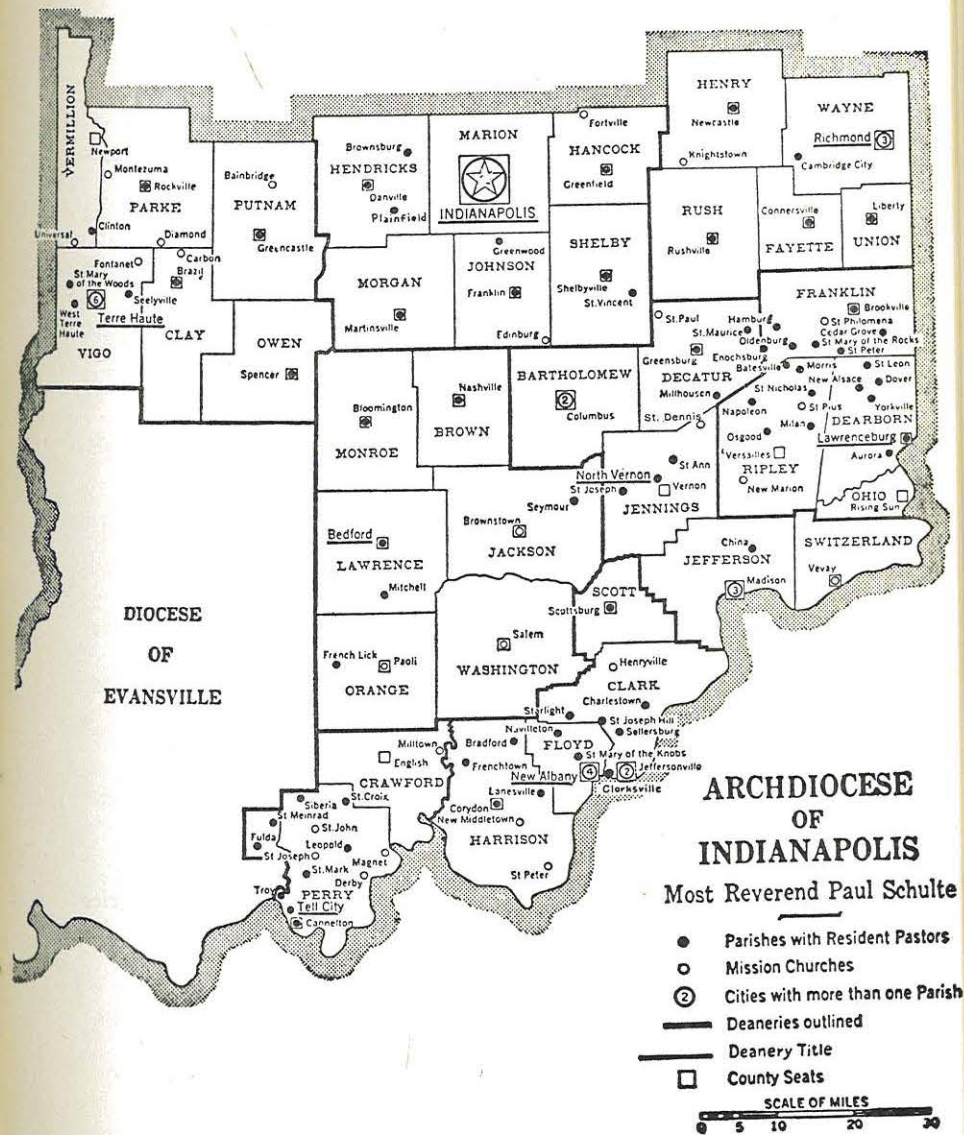 VERMILLION
Newport
Montezuma
Rockville
PARKE
Clinton
Universal
Diamond
Bainbridge
PUTNAM
Greencastle
Brownsburg
HENDRICKS
Danville
Plainfield
MARION
INDIANAPOLIS
Fortville
HANCOCK
Greenfield
HENRY
Newcastle
Knightstown
WAYNE
Richmond
3
Cambridge City
RUSH
Rushville
Connersville
FAYETTE
Liberty
UNION
Fontanet
Carbon
St Mary
of the Woods
Brazil
6
Seelyville
West
Terre
Haute
Terre Haute
CLAY
VIGO
OWEN
Spencer
MORGAN
Martinsville
Greenwood
JOHNSON
Franklin
Edinburg
SHELBY
Shelbyville
St.Vincent
FRANKLIN
Brookville
St Philomena
Cedar Grove
St Mary of the Rocks
St Peter
Hamburg
St.Maurice
Oldenburg
St.Paul
Greensburg
Enochsburg
Batesville
DECATUR
Millhousen
Morris
St Leon
St Nicholas
New Alsace
Dover
Napoleon
St Pius
Yorkville
Milan
DEARBORN
Osgood
Lawrenceburg
Versailles
Aurora
RIPLEY
New Marion
OHIO
Rising Sun
BARTHOLOMEW
2
Columbus
St. Dennis
Nashville
BROWN
Bloomington
MONROE
North Vernon
St Ann
St Joseph
Vernon
JENNINGS
Seymour
Brownstown
JACKSON
Bedford
LAWRENCE
Mitchell
China
JEFFERSON
3
Madison
SWITZERLAND
Vevay
SCOTT
Scottsburg
Salem
WASHINGTON
French Lick
Paoli
ORANGE
DIOCESE
OF
EVANSVILLE
Henryville
CLARK
Charlestown
Starlight
St Joseph Hill
Sellersburg
Navilleton
FLOYD
St Mary of the Knobs
Bradford
Milltown
English
Frenchtown
CRAWFORD
New Albany
4
2
Jeffersonville
Clarksville
Lanesville
Corydon
New Middletown
HARRISON
St Peter
Siberia
St.Croix
St Meinrad
St.John
Fulda
Leopold
St Joseph
Magnet
St.Mark
Derby
Troy
PERRY
Tell City
Cannelton
ARCHDIOCESE
OF
INDIANAPOLIS
Most Reverend Paul Schulte
Parishes with Resident Pastors
Mission Churches
2 Cities with more than one Parish
Deaneries outlined
Deanery Title
County Seats
SCALE OF MILES
0 5 10 20 30